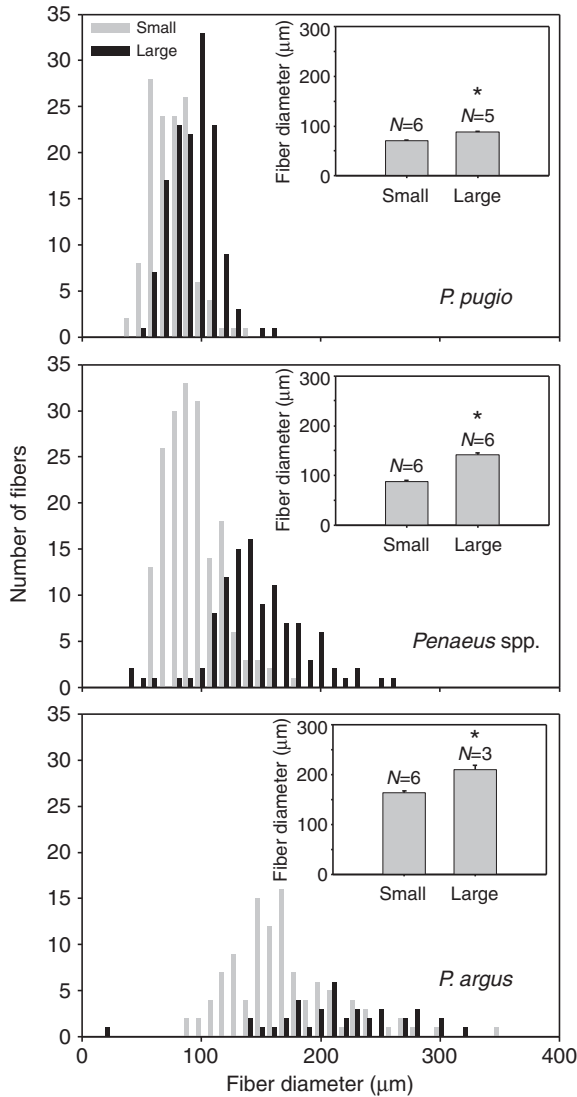 Small
Large
Number of fibers
35
30
25
20
15
10
5
0
Fiber diameter (μm)
300
200
100
0
N=6
*
N=5
Small Large
P. pugio
35
30
25
20
15
10
5
0
Fiber diameter (μm)
300
200
100
0
N=6
*
N=6
Small Large
Penaeus spp.
35
30
25
20
15
10
5
0
Fiber diameter (μm)
300
200
100
0
N=6
*
N=3
Small Large
P. argus
0 100 200 300 400
Fiber diameter (μm)